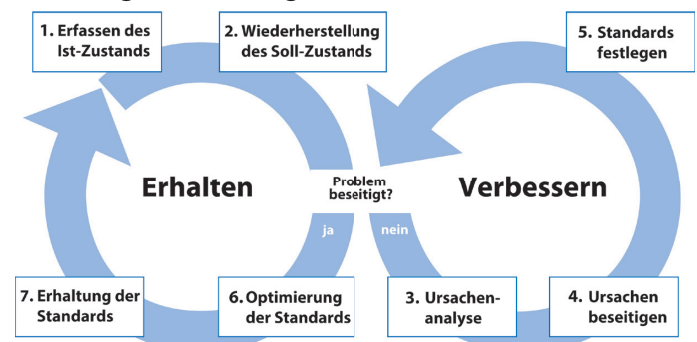 1. Erfassen des
Ist-Zustands
2. Wiederherstellung
des Soll-Zustands
5. Standards
festlegen
Erhalten
Problem
beseitigt?
Verbessern
ja
nein
7. Erhaltung der
Standards
6. Optimierung
der Standards
3. Ursachen-
analyse
4. Ursachen
beseitigen